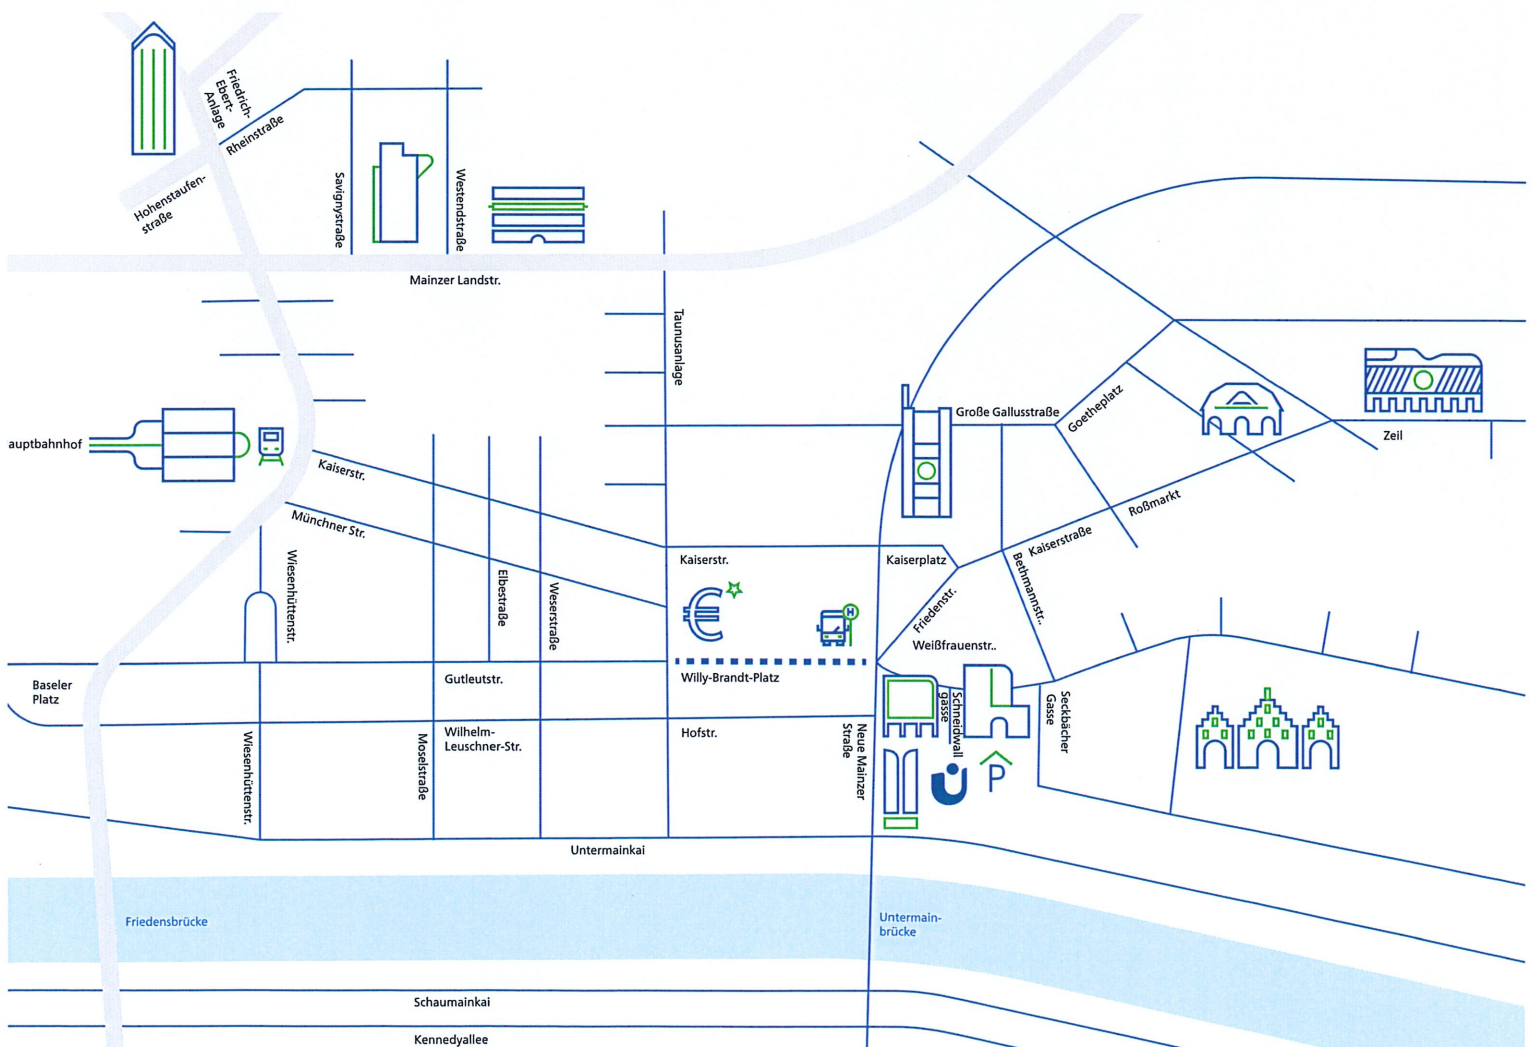 Friedrich-
Ebert-
Anlage
Rheinstraße
Hohenstaufen-
straße
Savignystraße
Westendstraße
Mainzer Landstr.
Taunusanlage
Große Gallusstraße
Goetheplatz
Zeil
auptbahnhof
Kaiserstr.
Münchner Str.
Roßmarkt
Kaiserstraße
Kaiserstr.
Kaiserplatz
Bethmannstr..
Wiesenhüttenstr.
Elbestraße
Weserstraße
€
H
Friedenstr.
Weißfrauenstr..
Baseler
Platz
Gutleutstr.
Willy-Brandt-Platz
Schneidwall
gasse
Seckbächer
Gasse
Wiesenhüttenstr.
Moselstraße
Wilhelm-
Leuschner-Str.
Hofstr.
Neue Mainzer
Straße
P
Untermainkai
Friedensbrücke
Untermain-
brücke
Schaumainkai
Kennedyallee